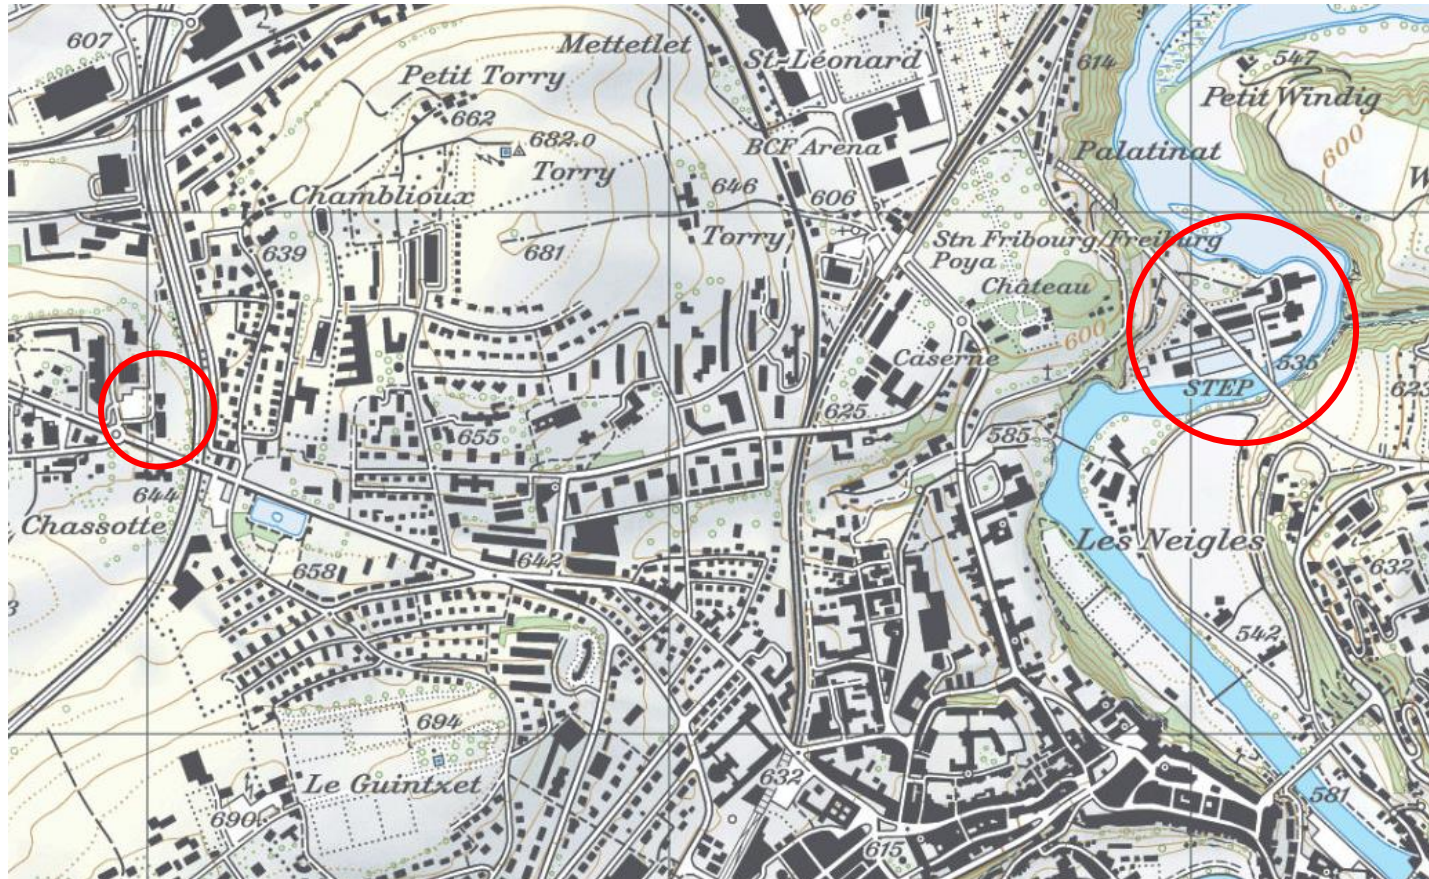 607
Mettetlet
St-Léonard
614
547
Petit Torry
Petit Windig
662
682.0
600
BCF Arena
Palatinat
Torry
Chamblioux
646
606
639
681
Torry
Stn Fribourg/Freiburg
Poya
Château
600
Caserne
535
STEP
625
623
655
585
644
Chassotte
Les Neigles
642
632
658
542
694
Le Guintzet
632
581
690
615